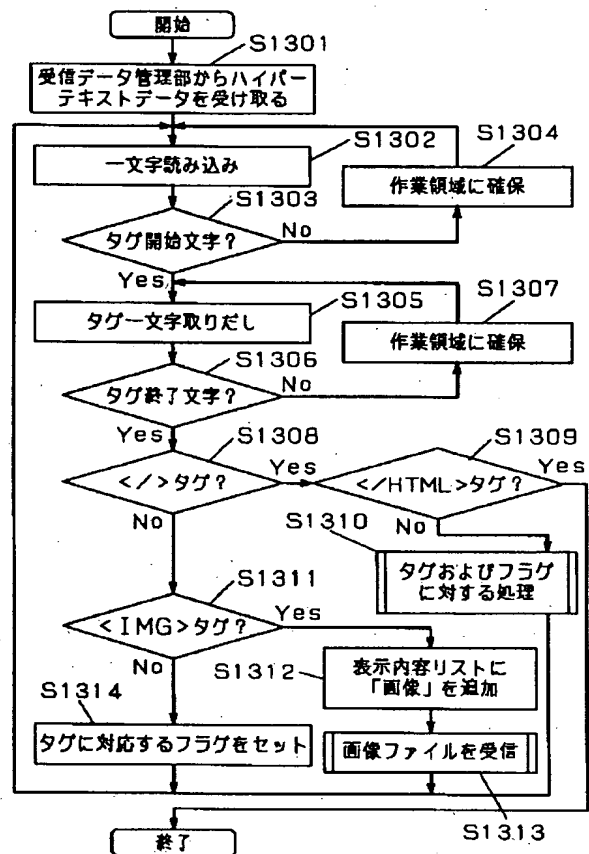 開始
S1301
受信データ管理部からハイパー
テキストデータを受け取る
S1302
一文字読み込み
S1304
作業領域に確保
S1303
タグ開始文字?
No
Yes
S1305
タグ一文字取りだし
S1307
作業領域に確保
S1306
タグ終了文字?
No
Yes
S1308
</>タグ?
Yes
No
S1309
</HTML>タグ?
Yes
No
S1310
タグおよびフラグ
に対する処理
S1311
<IMG>タグ?
Yes
No
S1312
表示内容リストに
「画像」を追加
S1314
タグに対応するフラグをセット
画像ファイルを受信
S1313
終了